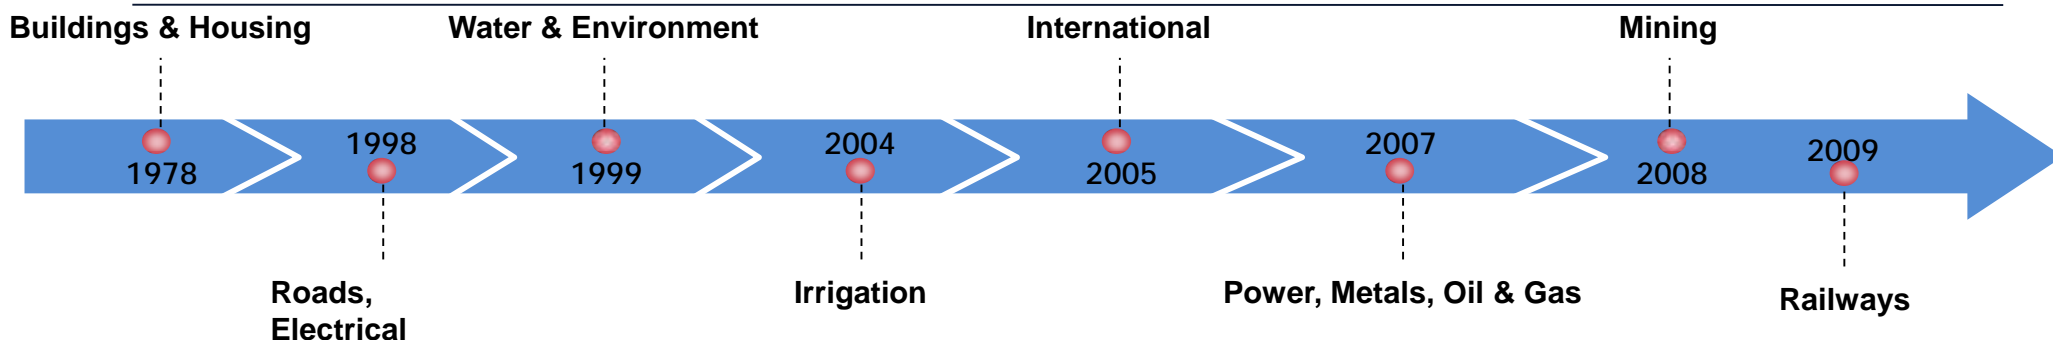 Buildings & Housing
Water & Environment
International
Mining
1978
1998
1999
2004
2005
2007
2008
2009
Roads,
Electrical
Irrigation
Power, Metals, Oil & Gas
Railways